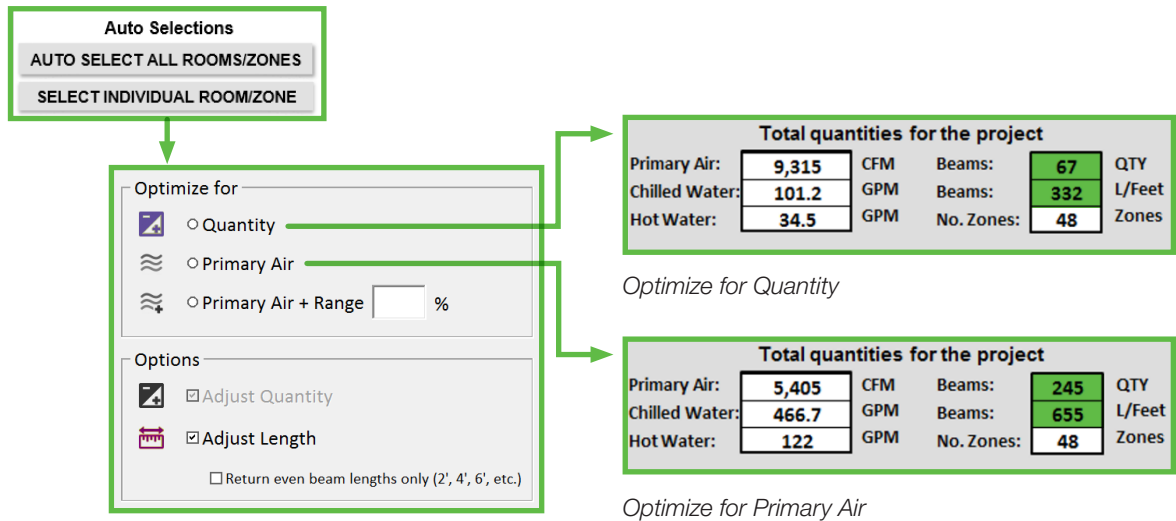 Auto Selections
AUTO SELECT ALL ROOMS/ZONES
SELECT INDIVIDUAL ROOM/ZONE
Optimize for
Quantity
Primary Air
Primary Air + Range %
Options
Adjust Quantity
Adjust Length
Return even beam lengths only (2', 4', 6', etc.)
Total quantities for the project
Primary Air: 9,315 CFM Beams: 67 QTY
Chilled Water: 101.2 GPM Beams: 332 L/Feet
Hot Water: 34.5 GPM No. Zones: 48 Zones
Optimize for Quantity
Total quantities for the project
Primary Air: 5,405 CFM Beams: 245 QTY
Chilled Water: 466.7 GPM Beams: 655 L/Feet
Hot Water: 122 GPM No. Zones: 48 Zones
Optimize for Primary Air